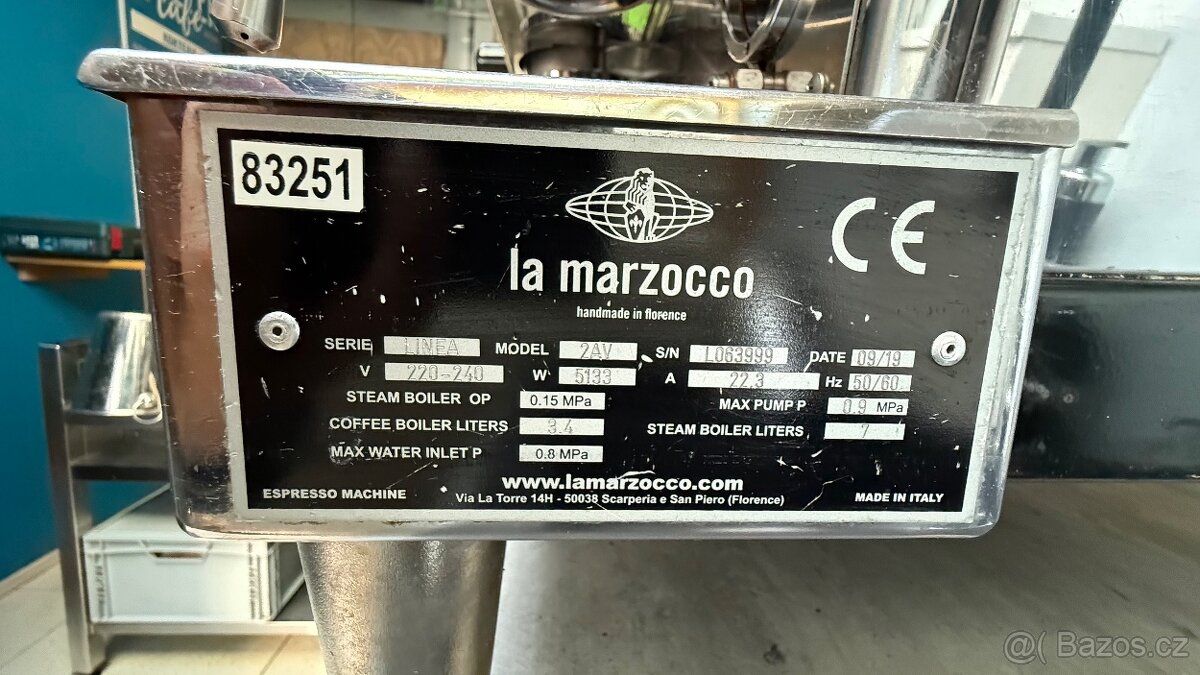 café
83251
CE
la marzocco
handmade in florence
SERIE LINEA MODEL 2AV S/N L063999 DATE 09/19
V 220-240 W 5133 A 22.3 Hz 50/60
STEAM BOILER OP 0.15 MPa MAX PUMP P 0.9 MPa
COFFEE BOILER LITERS 3.4 STEAM BOILER LITERS 7
MAX WATER INLET P 0.8 MPa
www.lamarzocco.com
ESPRESSO MACHINE Via La Torre 14H - 50038 Scarperia e San Piero (Florence) MADE IN ITALY
Bazos.cz